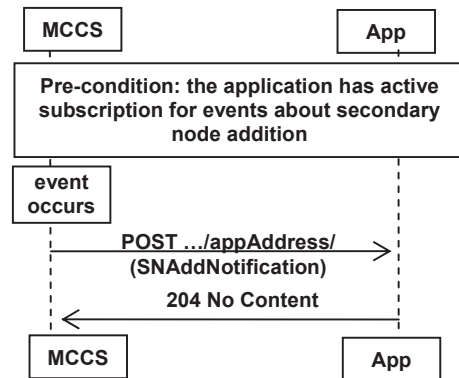 MCCS
App
Pre-condition: the application has active
subscription for events about secondary
node addition
event
occurs
POST …/appAddress/
(SNAddNotification)
204 No Content
MCCS
App